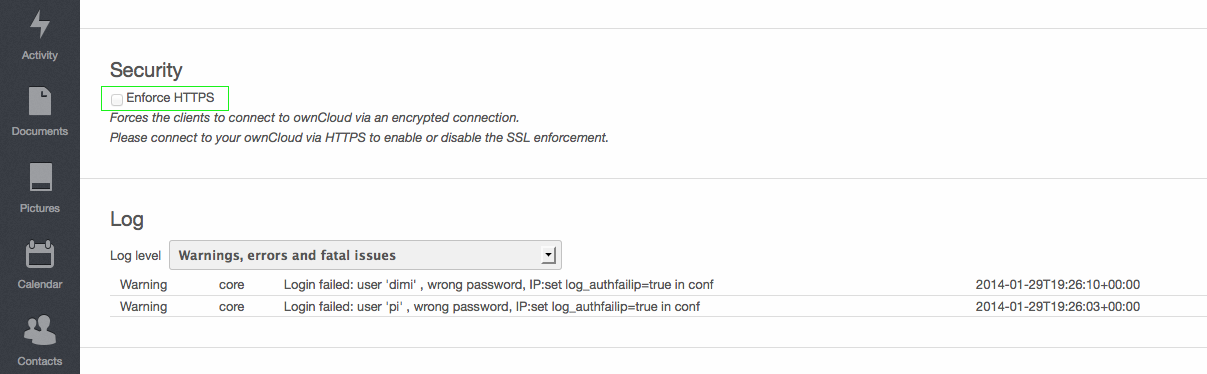 Activity
Documents
Pictures
Calendar
Contacts
Security
Enforce HTTPS
Forces the clients to connect to ownCloud via an encrypted connection.
Please connect to your ownCloud via HTTPS to enable or disable the SSL enforcement.
Log
Log level Warnings, errors and fatal issues
Warning core Login failed: user 'dimi' , wrong password, IP:set log_authfailip=true in conf 2014-01-29T19:26:10+00:00
Warning core Login failed: user 'pi' , wrong password, IP:set log_authfailip=true in conf 2014-01-29T19:26:03+00:00